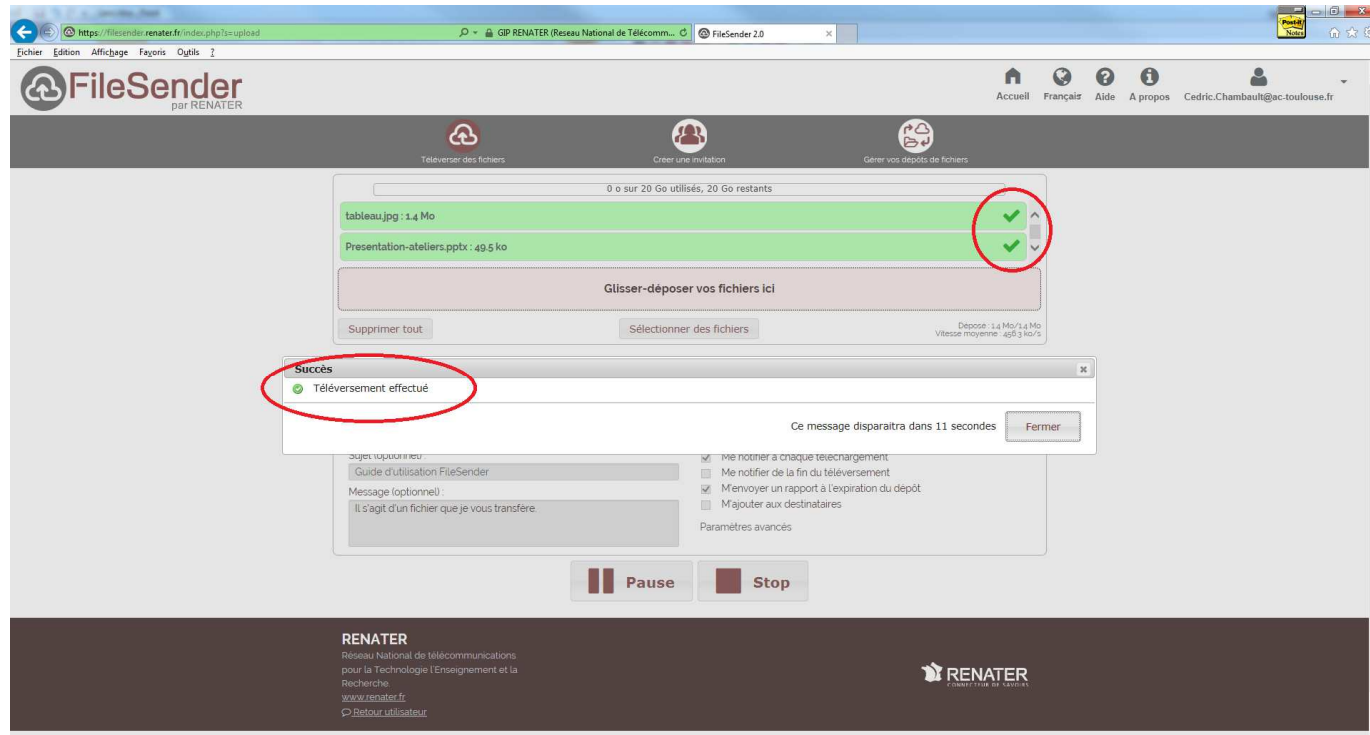 https://filesender.renater.fr/index.php?s=upload
GIP RENATER (Reseau National de Télécomm...
FileSender 2.0
Post-it
Notes
Fichier Edition Affichage Favoris Outils ?
FileSender
par RENATER
Accueil
Français
Aide
A propos
Cedric.Chambault@ac-toulouse.fr
Téléverser des fichiers
Créer une invitation
Gérer vos dépôts de fichiers
0 o sur 20 Go utilisés, 20 Go restants
tableau.jpg : 1.4 Mo
Presentation-ateliers.pptx : 49.5 ko
Glisser-déposer vos fichiers ici
Supprimer tout
Sélectionner des fichiers
Déposé : 1.4 Mo/1.4 Mo
Vitesse moyenne : 456.3 ko/s
Succès
Téléversement effectué
Ce message disparaitra dans 11 secondes
Fermer
Sujet (optionnel) :
Guide d'utilisation FileSender
Message (optionnel) :
Il s'agit d'un fichier que je vous transfère.
Me notifier à chaque téléchargement
Me notifier de la fin du téléversement
M'envoyer un rapport à l'expiration du dépôt
M'ajouter aux destinataires
Paramètres avancés
Pause
Stop
RENATER
Réseau National de télécommunications
pour la Technologie l'Enseignement et la
Recherche.
www.renater.fr
Retour utilisateur
RENATER
CONNECTEUR DE SAVOIRS